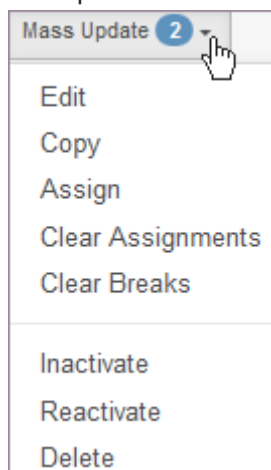 Mass Update 2
Edit
Copy
Assign
Clear Assignments
Clear Breaks
Inactivate
Reactivate
Delete